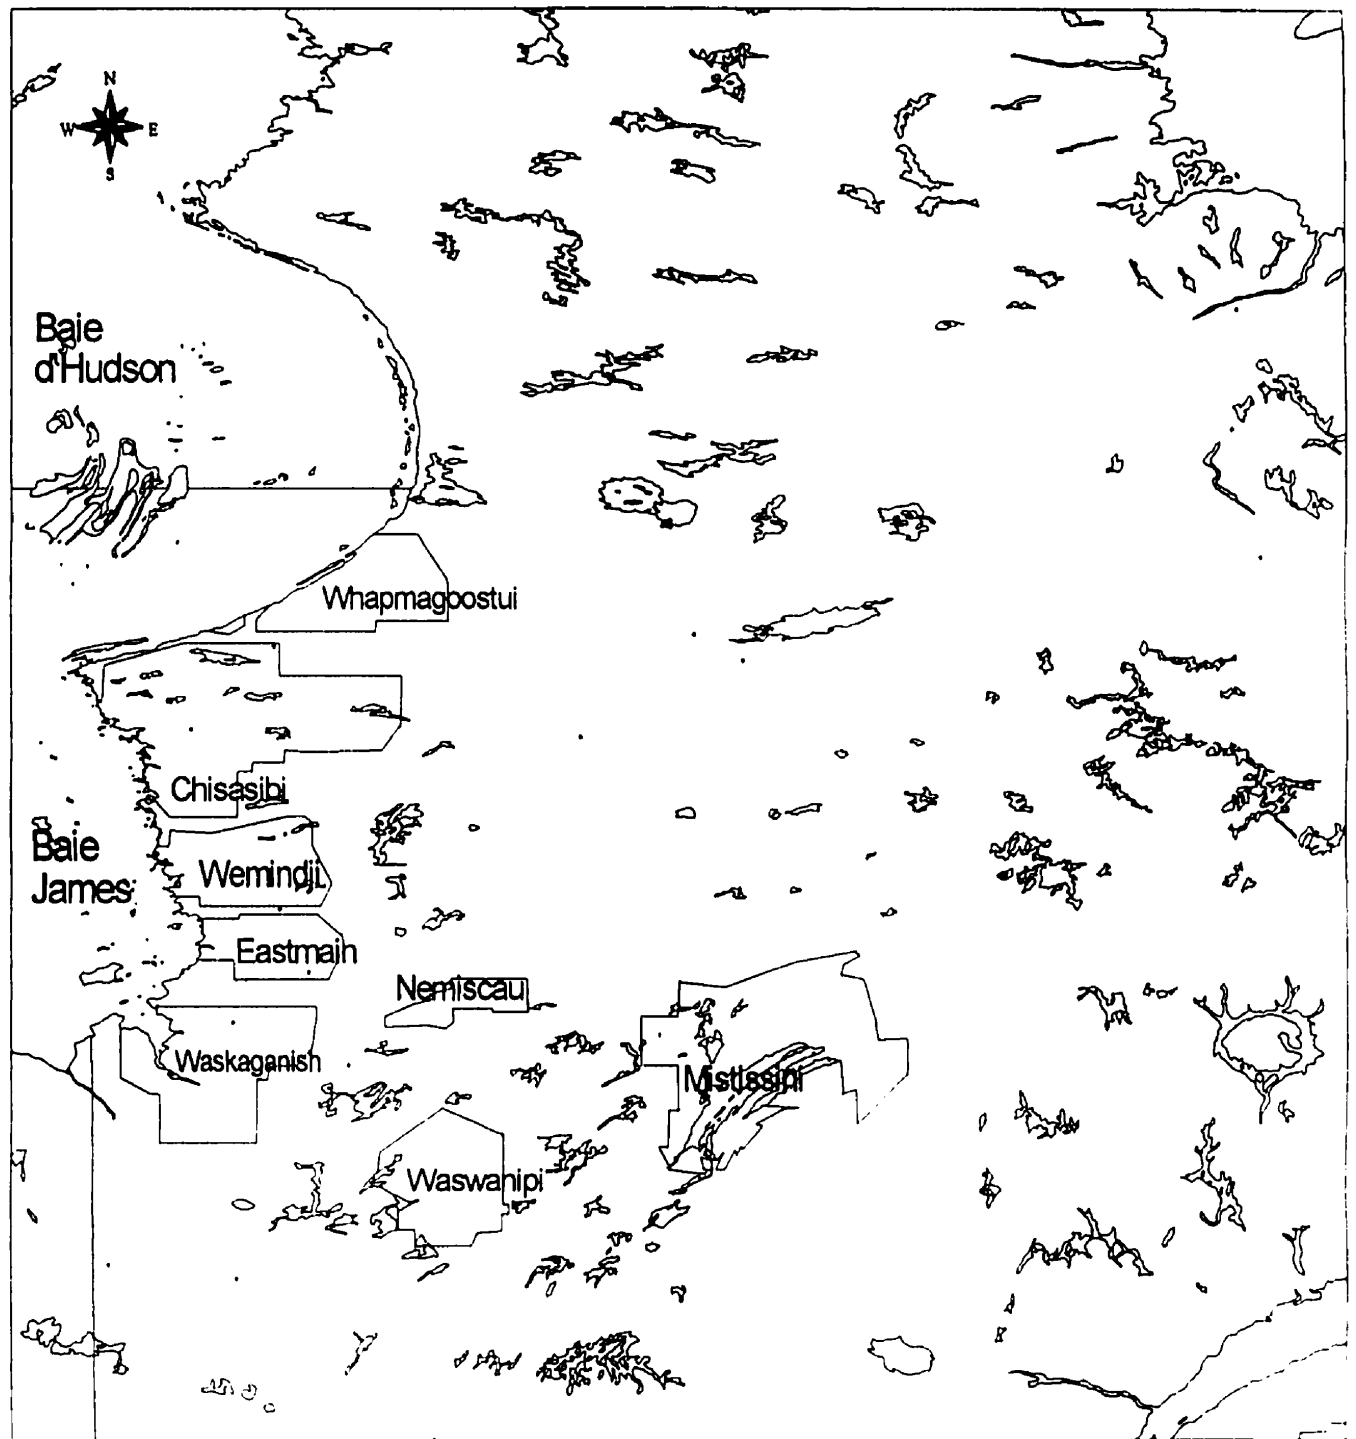 N
W E
S
Baie
d'Hudson
Whapmagoostui
Chisasibi
Baie
James
Wemindji
Eastmain
Nemiscau
Waskaganish
Mistissini
Waswanipi